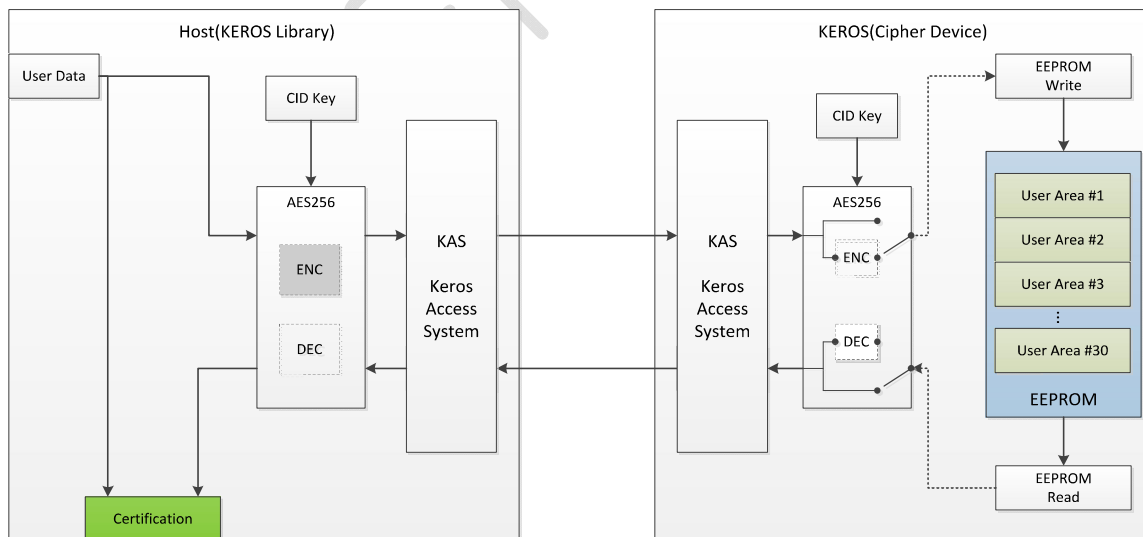 Host(KEROS Library)
User Data
CID Key
AES256
ENC
DEC
KAS
Keros
Access
System
Certification
KEROS(Cipher Device)
KAS
Keros
Access
System
CID Key
AES256
ENC
DEC
EEPROM
Write
User Area #1
User Area #2
User Area #3
⋮
User Area #30
EEPROM
EEPROM
Read